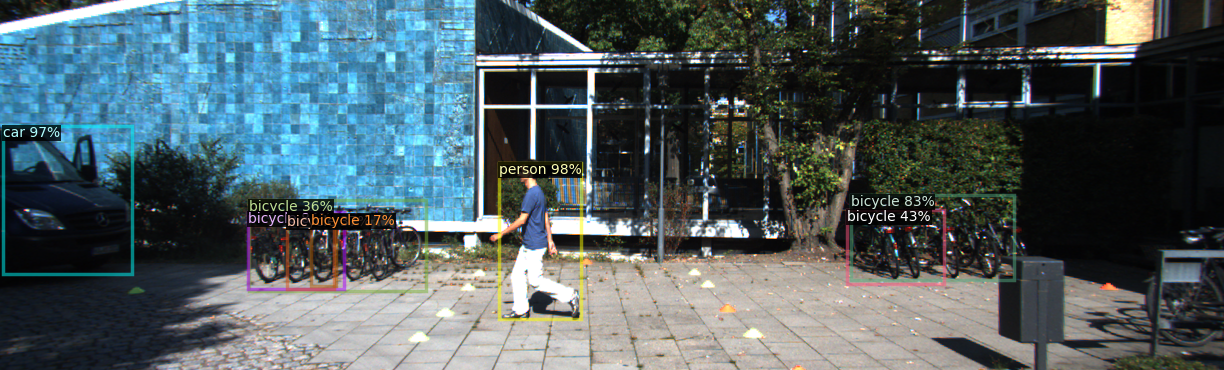 car 97%
person 98%
bicycle 36%
bicycle 17%
bicycle 83%
bicycle 43%